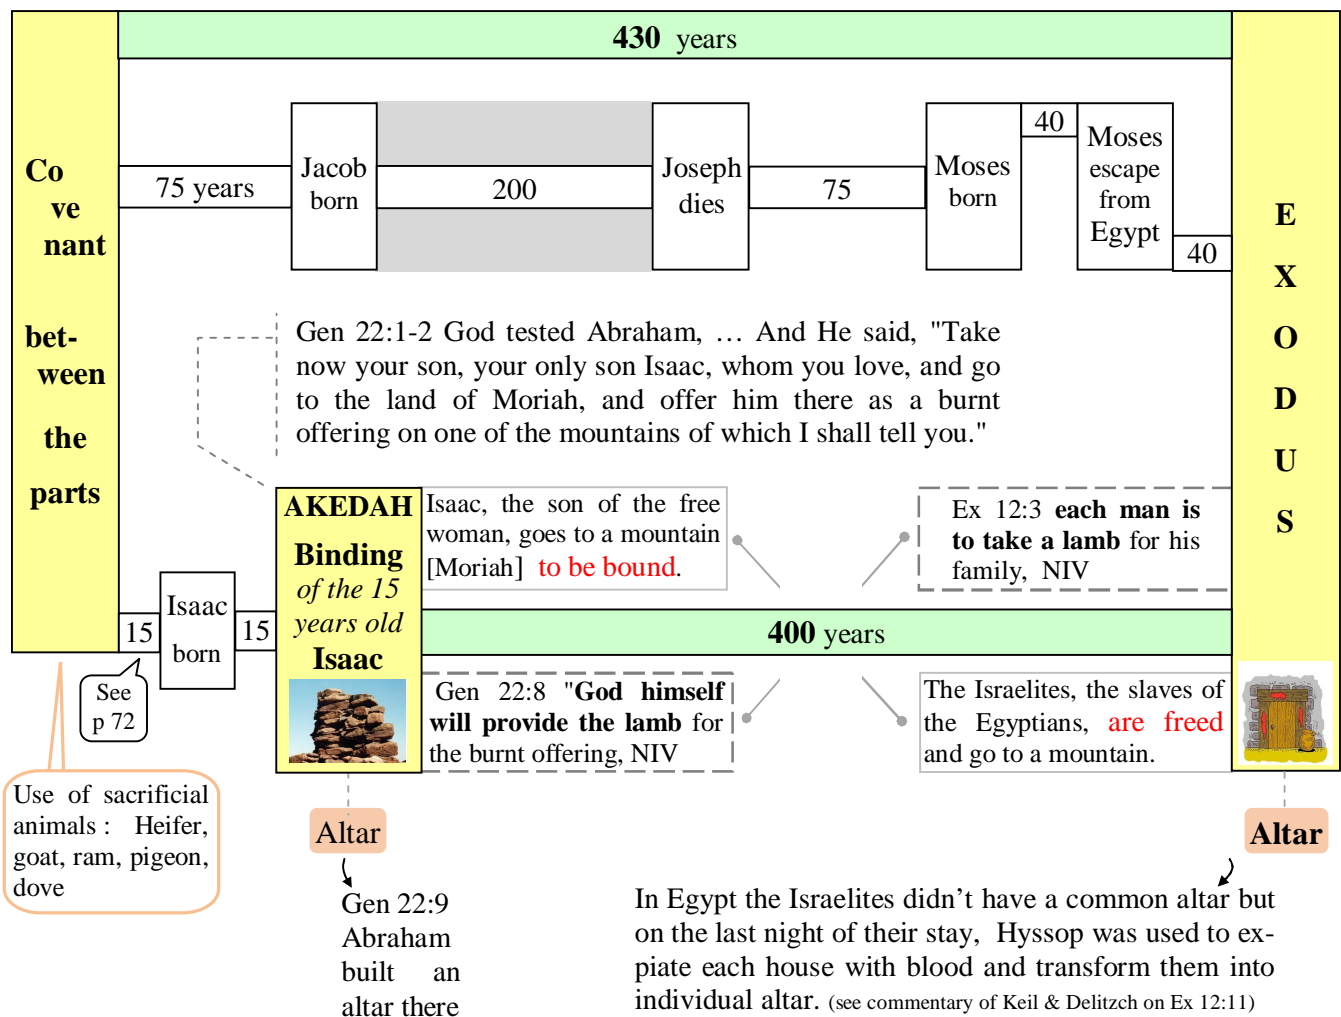 430 years
Co
ve
nant
bet-
ween
the
parts
75 years
Jacob
born
200
Joseph
dies
75
Moses
born
40
Moses
escape
from
Egypt
40
E
X
O
D
U
S
Gen 22:1-2 God tested Abraham, … And He said, "Take
now your son, your only son Isaac, whom you love, and go
to the land of Moriah, and offer him there as a burnt
offering on one of the mountains of which I shall tell you."
15
Isaac
born
15
See
p 72
AKEDAH
Binding
of the 15
years old
Isaac
Isaac, the son of the free
woman, goes to a mountain
[Moriah] to be bound.
Ex 12:3 each man is
to take a lamb for his
family, NIV
400 years
Gen 22:8 "God himself
will provide the lamb for
the burnt offering, NIV
The Israelites, the slaves of
the Egyptians, are freed
and go to a mountain.
Use of sacrificial
animals : Heifer,
goat, ram, pigeon,
dove
Altar
Gen 22:9
Abraham
built an
altar there
Altar
In Egypt the Israelites didn’t have a common altar but
on the last night of their stay, Hyssop was used to ex-
piate each house with blood and transform them into
individual altar. (see commentary of Keil & Delitzch on Ex 12:11)